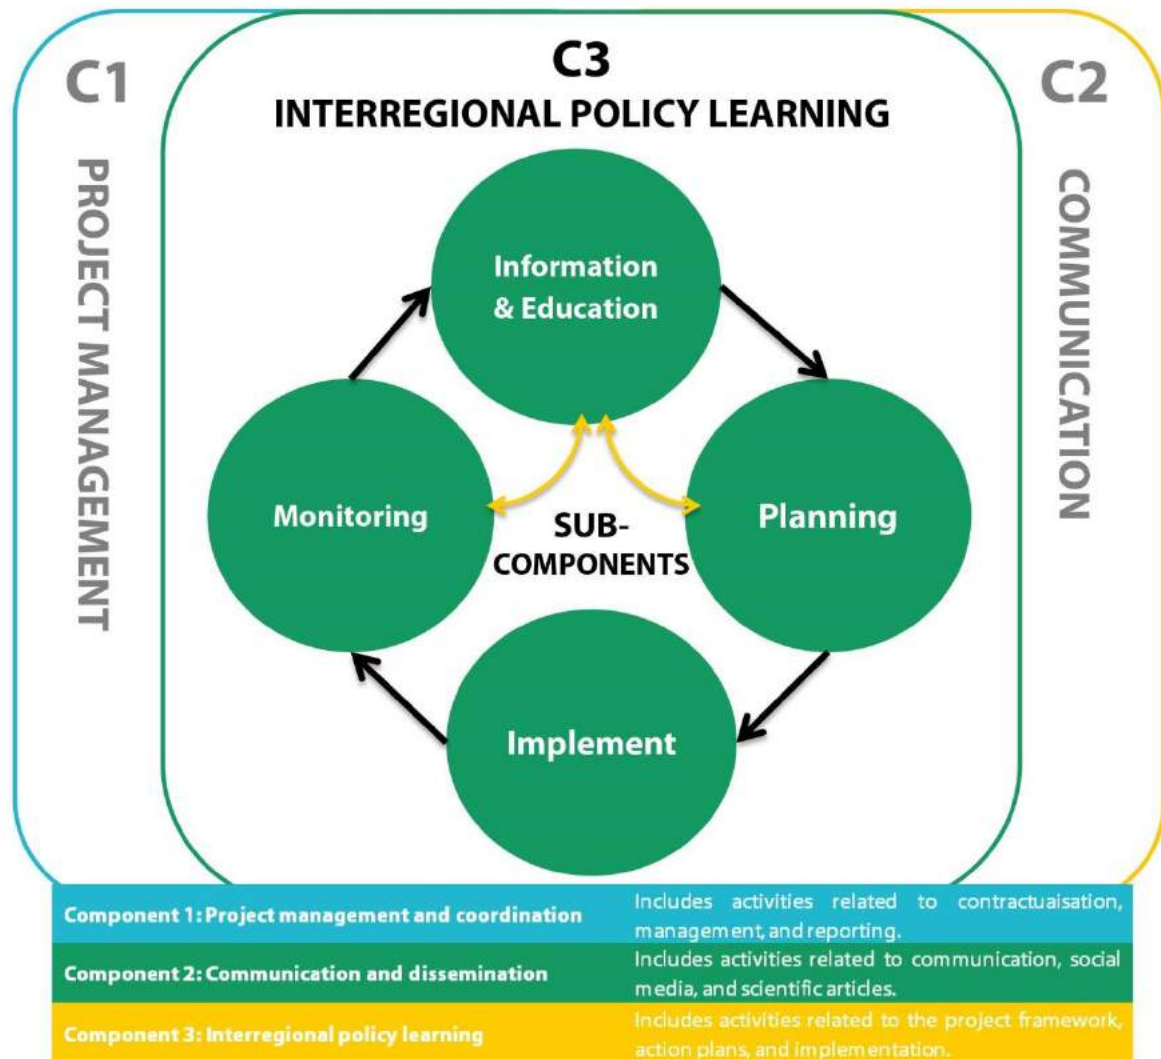 C1
PROJECT MANAGEMENT
C3
INTERREGIONAL POLICY LEARNING
C2
COMMUNICATION
Information
& Education
Monitoring
Planning
SUB-
COMPONENTS
Implement
Component 1: Project management and coordination
Includes activities related to contractuaisation,
management, and reporting.
Component 2: Communication and dissemination
Includes activities related to communication, social
media, and scientific articles.
Component 3: Interregional policy learning
Includes activities related to the project framework,
action plans, and implementation.